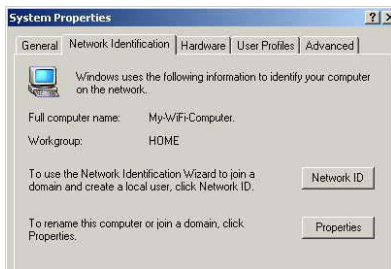 System Properties
General Network Identification Hardware User Profiles Advanced
Windows uses the following information to identify your computer
on the network.
Full computer name: My-WiFi-Computer.
Workgroup: HOME
To use the Network Identification Wizard to join a
domain and create a local user, click Network ID.
Network ID
To rename this computer or join a domain, click
Properties.
Properties